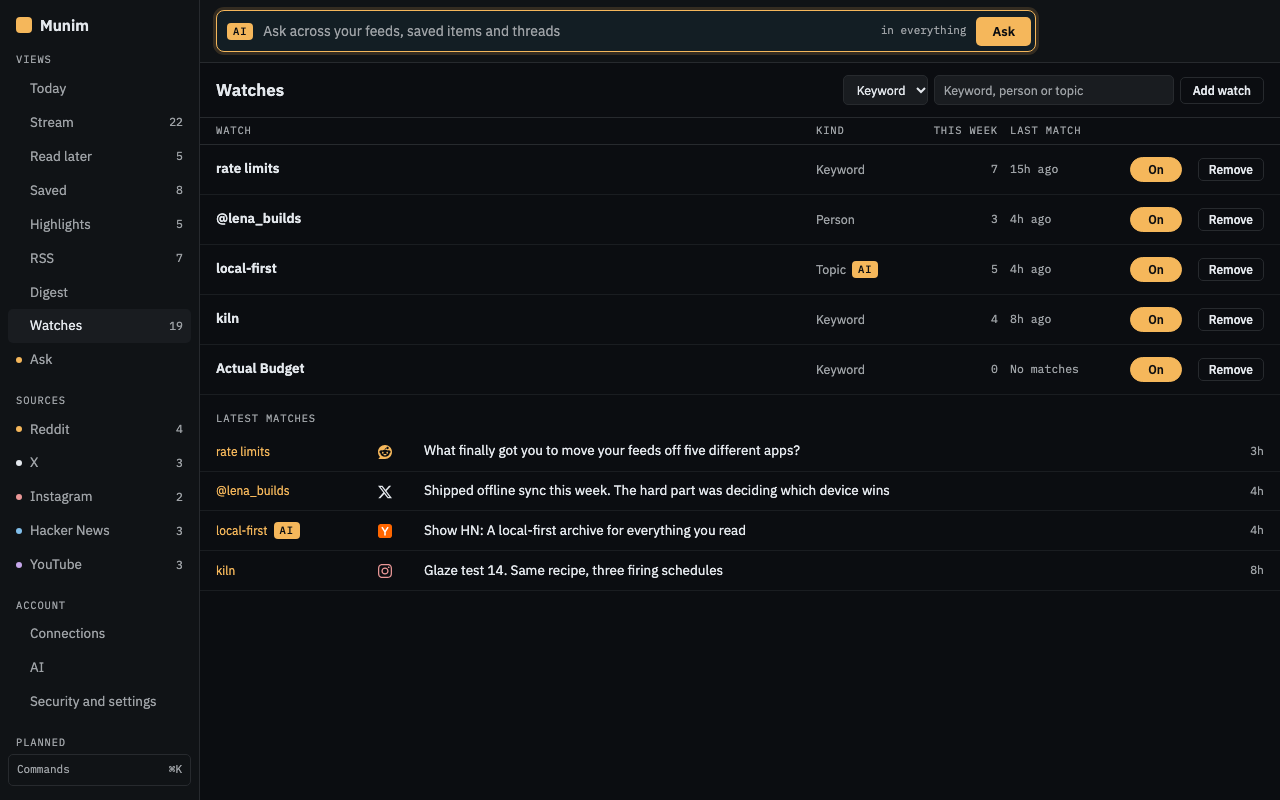 Munim
AI Ask across your feeds, saved items and threads in everything Ask
VIEWS
Today
Stream 22
Read later 5
Saved 8
Highlights 5
RSS 7
Digest
Watches 19
Ask
SOURCES
Reddit 4
X 3
Instagram 2
Hacker News 3
YouTube 3
ACCOUNT
Connections
AI
Security and settings
PLANNED
Commands ⌘K
Watches Keyword Keyword, person or topic Add watch
WATCH KIND THIS WEEK LAST MATCH
rate limits Keyword 7 15h ago On Remove
@lena_builds Person 3 4h ago On Remove
local-first Topic AI 5 4h ago On Remove
kiln Keyword 4 8h ago On Remove
Actual Budget Keyword 0 No matches On Remove
LATEST MATCHES
rate limits What finally got you to move your feeds off five different apps? 3h
@lena_builds Shipped offline sync this week. The hard part was deciding which device wins 4h
local-first AI Y Show HN: A local-first archive for everything you read 4h
kiln Glaze test 14. Same recipe, three firing schedules 8h